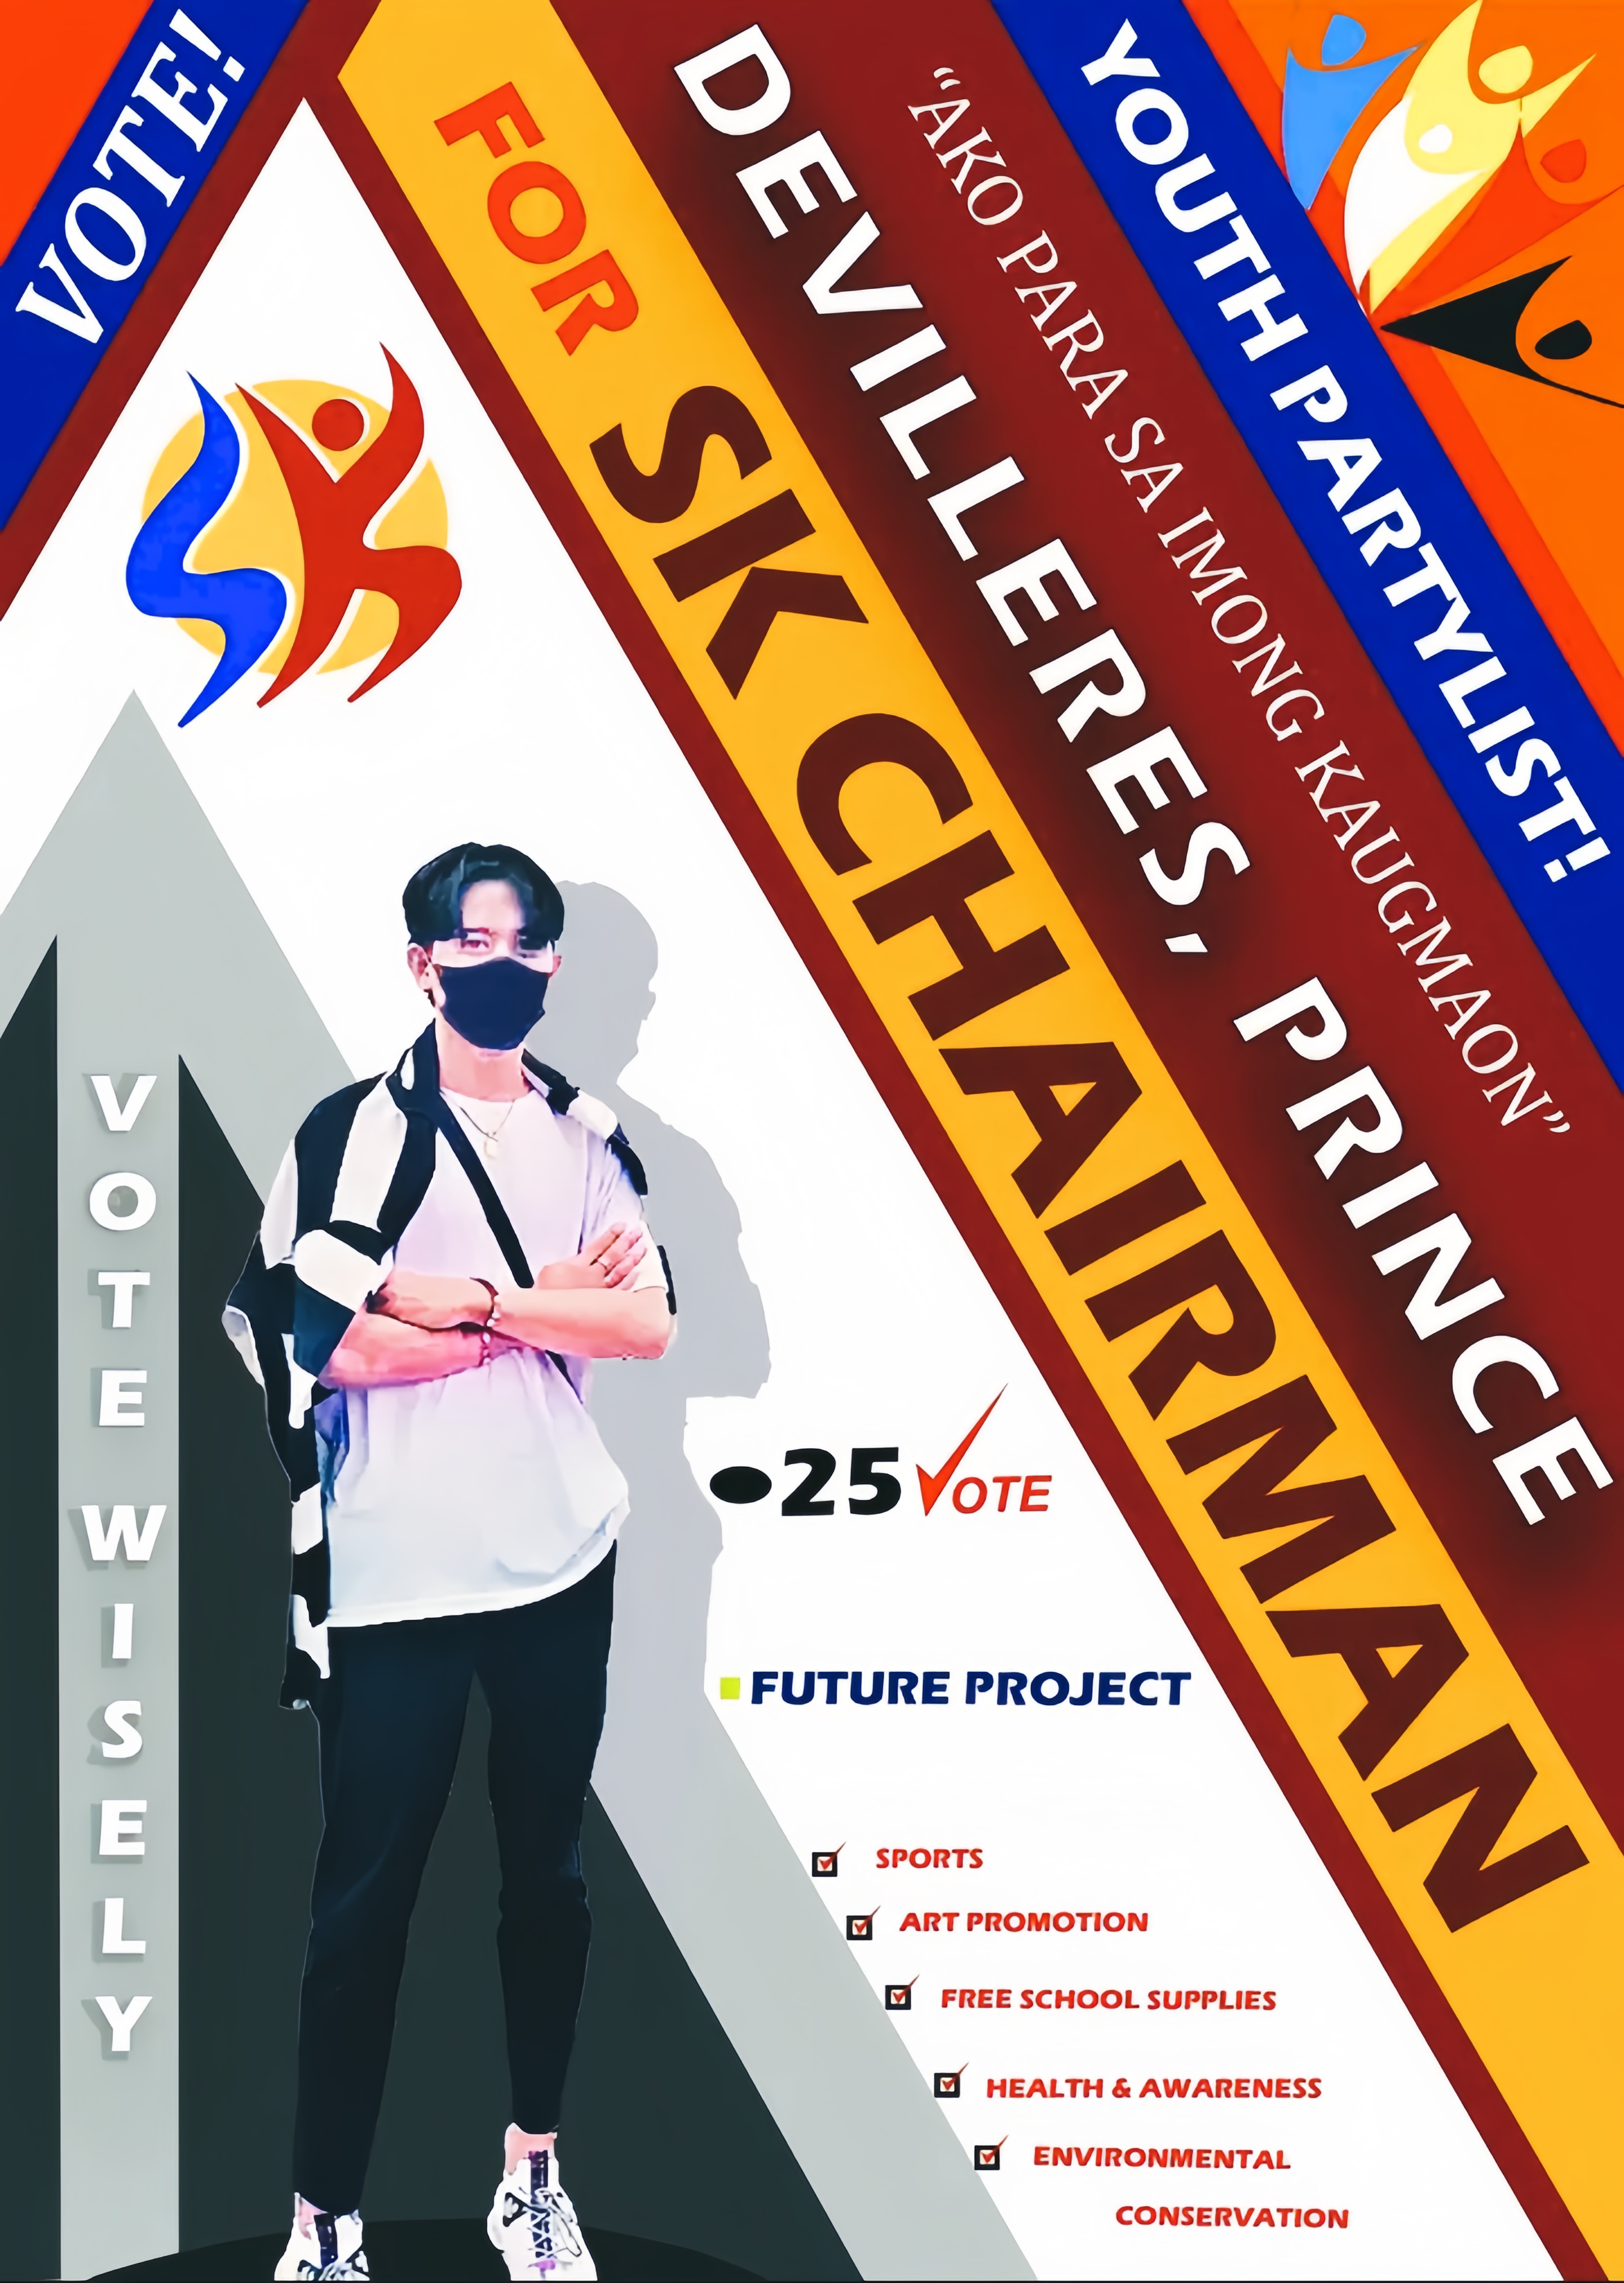 VOTE!
FOR SK CHAIRMAN
DEVILLERES, PRINCE
“AKO PARA SA IMONG KAUGMAON”
YOUTH PARTYLIST!
VOTE WISELY
25 VOTE
FUTURE PROJECT
SPORTS
ART PROMOTION
FREE SCHOOL SUPPLIES
HEALTH & AWARENESS
ENVIRONMENTAL
CONSERVATION